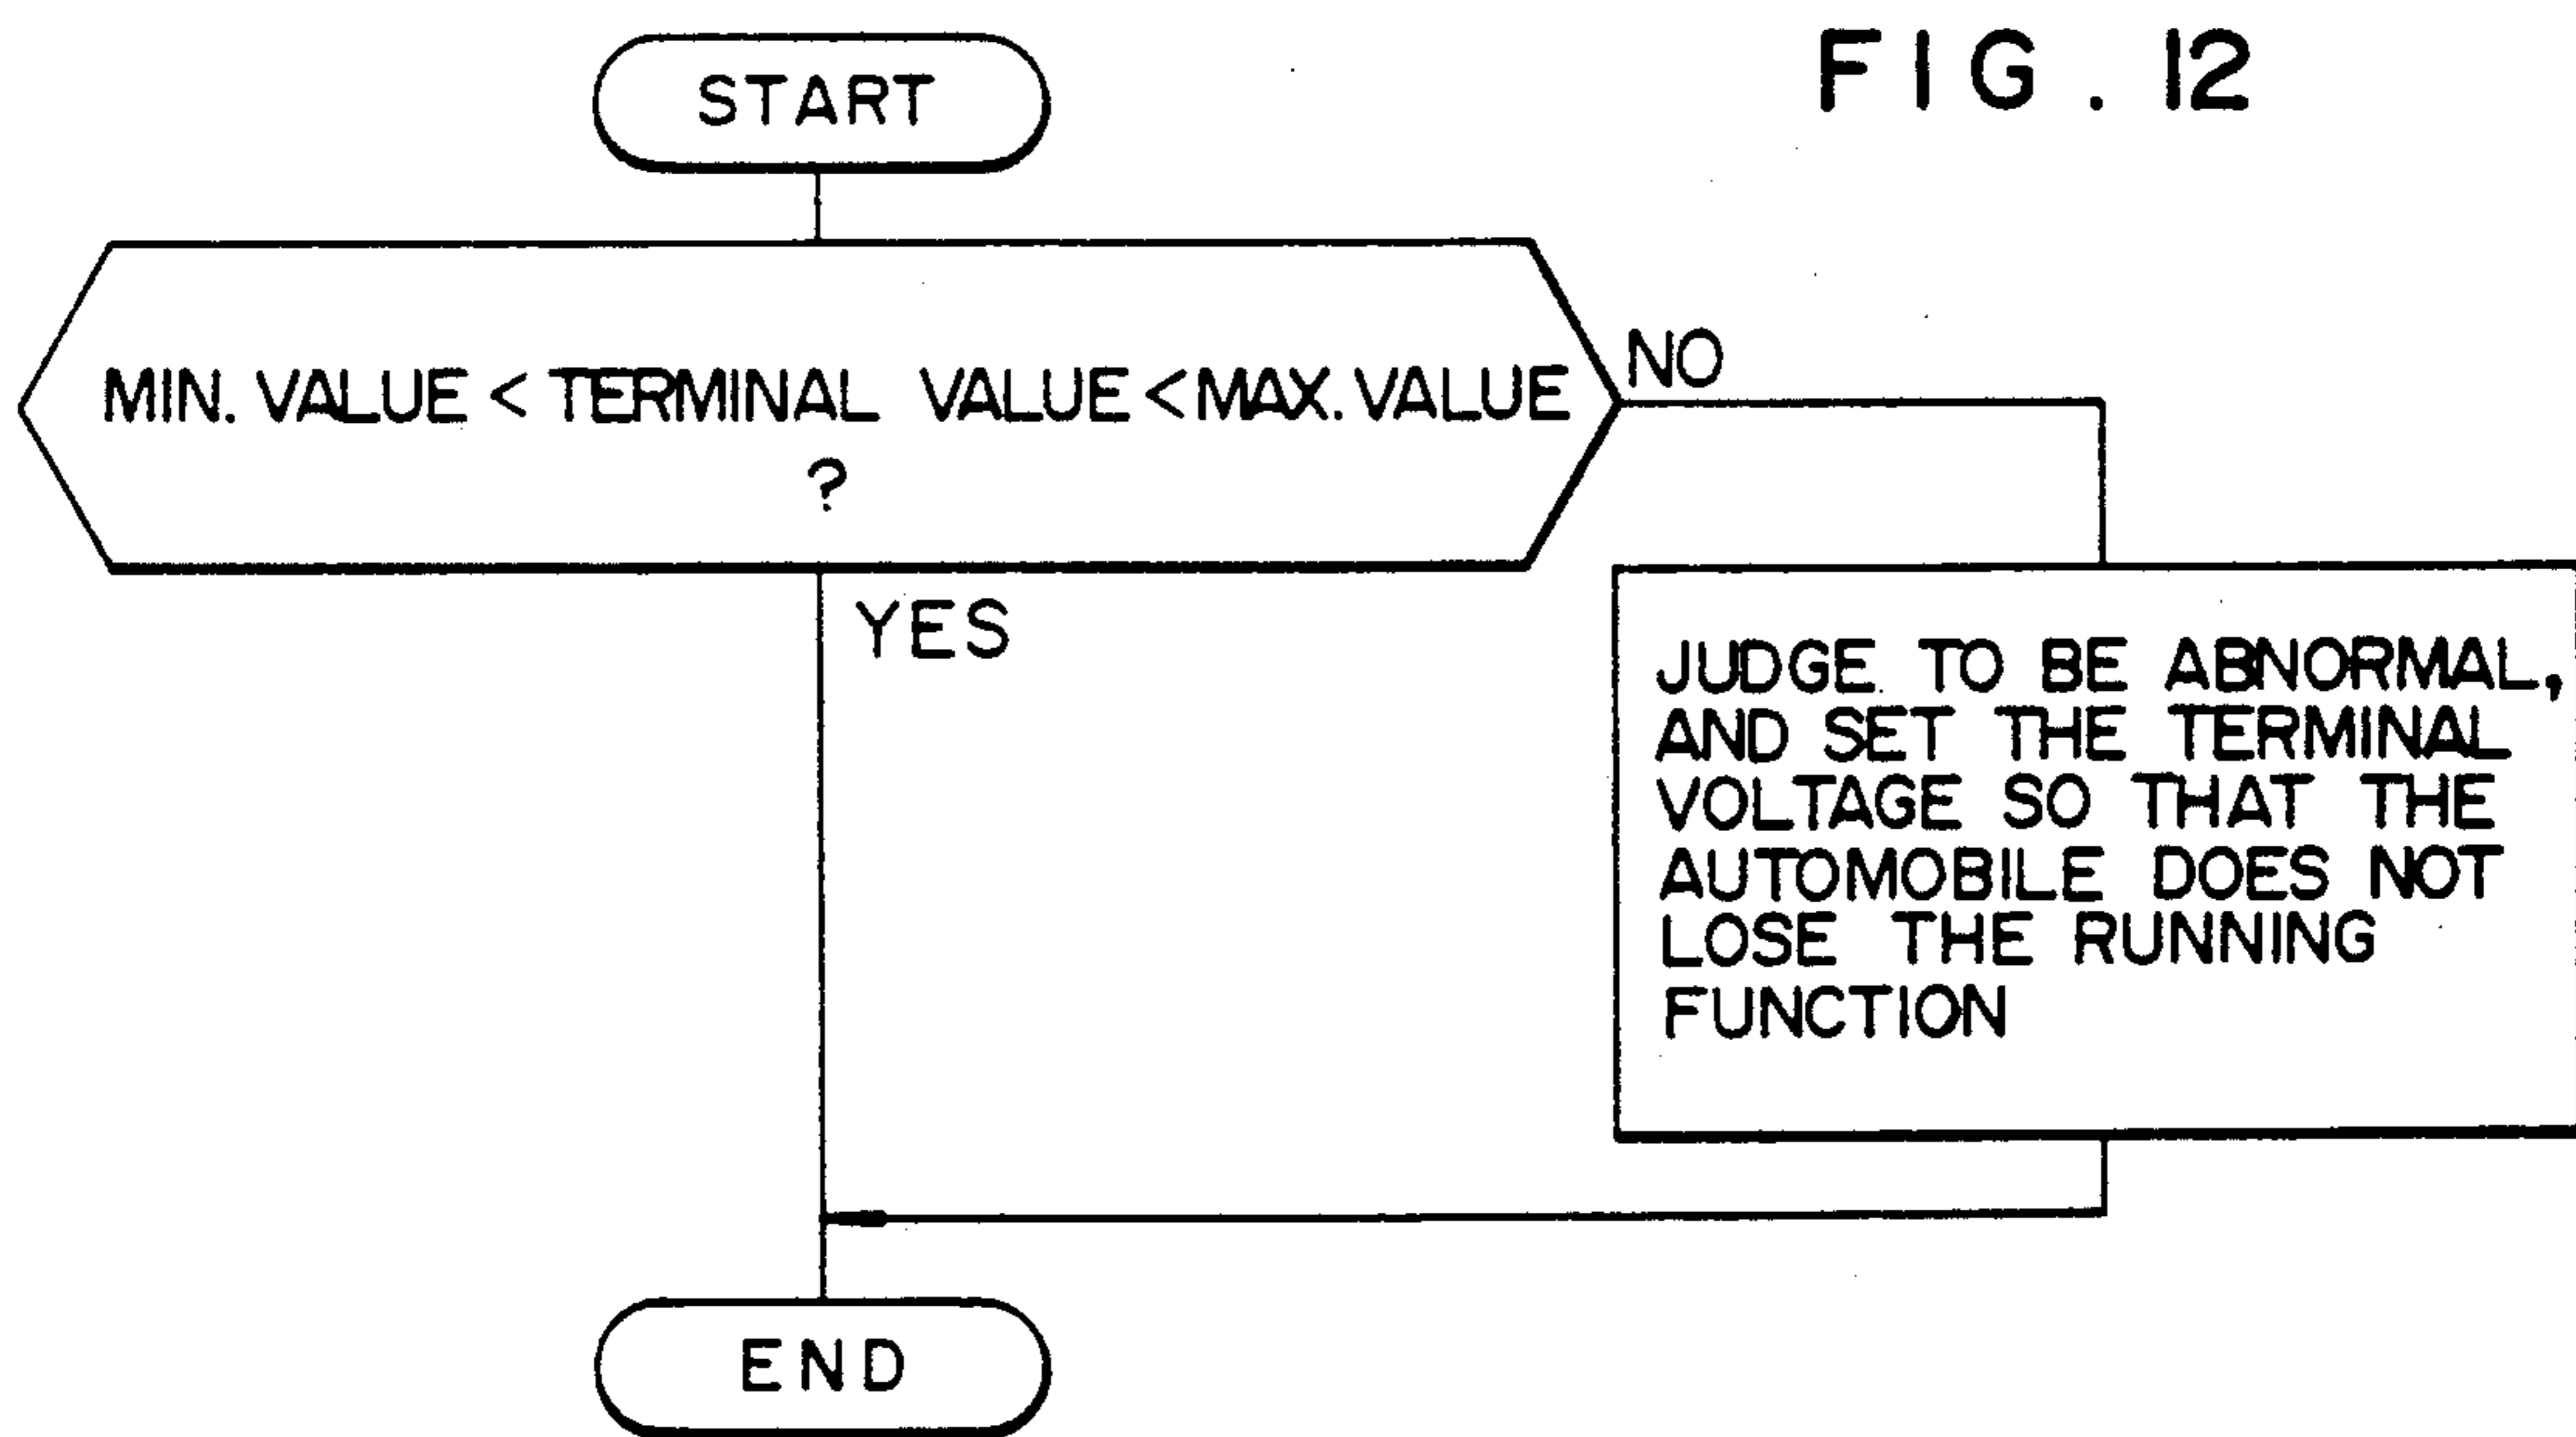 FIG. 12
START
MIN. VALUE < TERMINAL VALUE < MAX. VALUE
?
NO
YES
JUDGE TO BE ABNORMAL,
AND SET THE TERMINAL
VOLTAGE SO THAT THE
AUTOMOBILE DOES NOT
LOSE THE RUNNING
FUNCTION
END